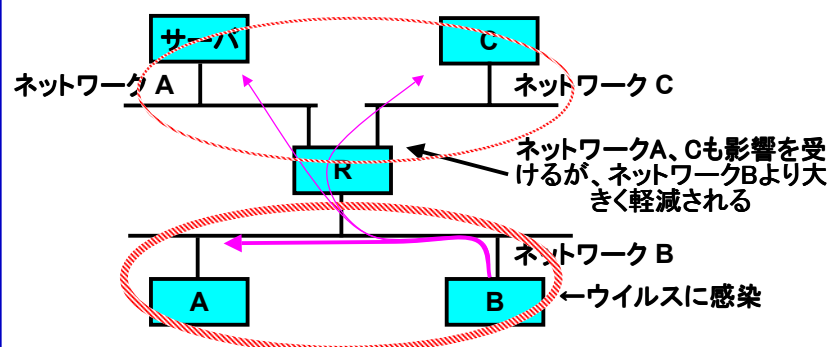 サーバ
C
ネットワーク A
ネットワーク C
R
ネットワークA、Cも影響を受
けるが、ネットワークBより大
きく軽減される
ネットワーク B
A
B
←ウイルスに感染